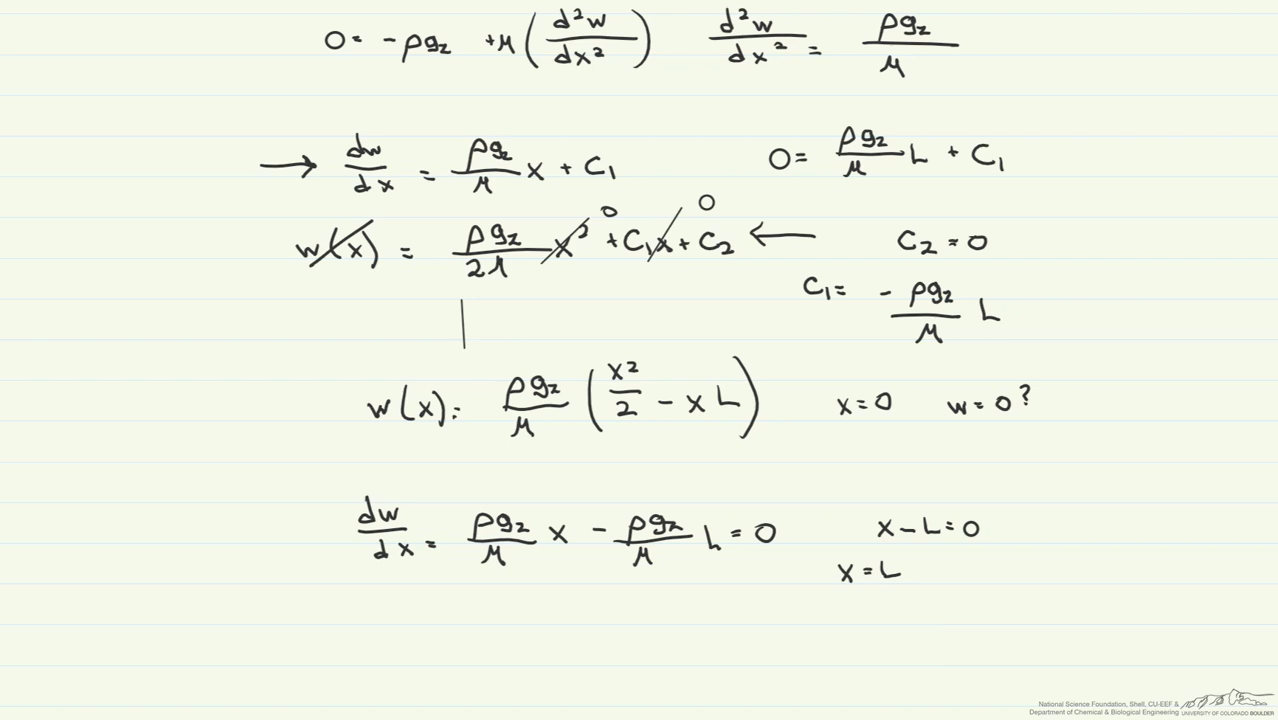 0 = -ρg_z + μ(d²w/dx²)   d²w/dx² = ρg_z/μ
→ dw/dx = ρg_z/μ x + C₁   0 = ρg_z/μ L + C₁
w(x) = ρg_z/2μ x² + C₁x + C₂ ←   C₂ = 0
0 0
C₁ = -ρg_z/μ L
w(x) = ρg_z/μ (x²/2 - xL)   x = 0   w = 0?
dw/dx = ρg_z/μ x - ρg_z/μ L = 0   x - L = 0
x = L
National Science Foundation, Shell, CU-EEF &
Department of Chemical & Biological Engineering UNIVERSITY OF COLORADO BOULDER